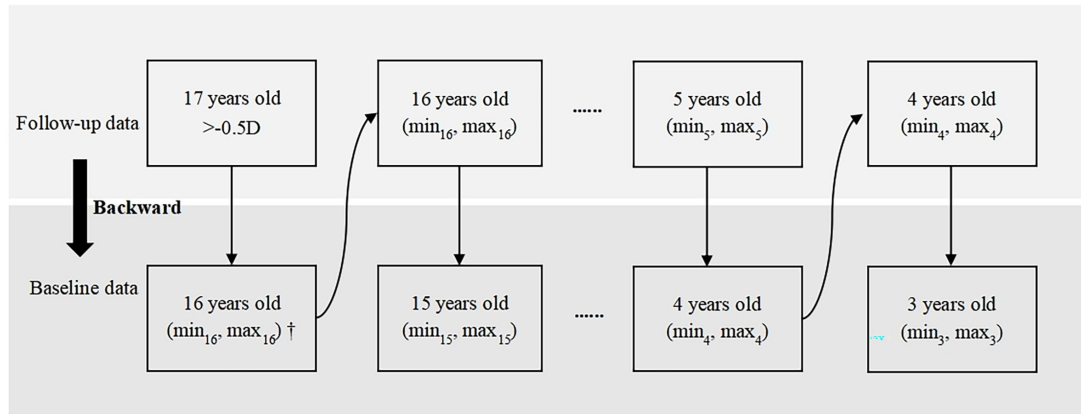 Follow-up data
17 years old
>-0.5D
16 years old
(min₁₆, max₁₆)
......
5 years old
(min₅, max₅)
4 years old
(min₄, max₄)
Backward
Baseline data
16 years old
(min₁₆, max₁₆) †
15 years old
(min₁₅, max₁₅)
......
4 years old
(min₄, max₄)
3 years old
(min₃, max₃)